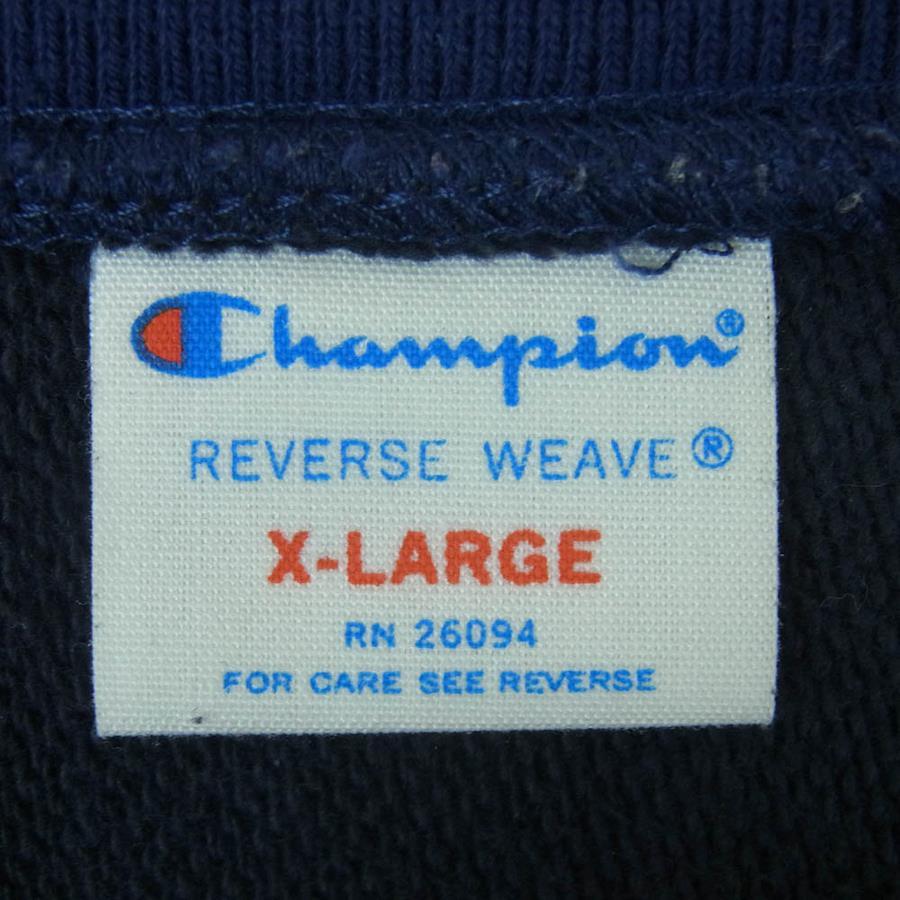 Champion®
REVERSE WEAVE®
X-LARGE
RN 26094
FOR CARE SEE REVERSE